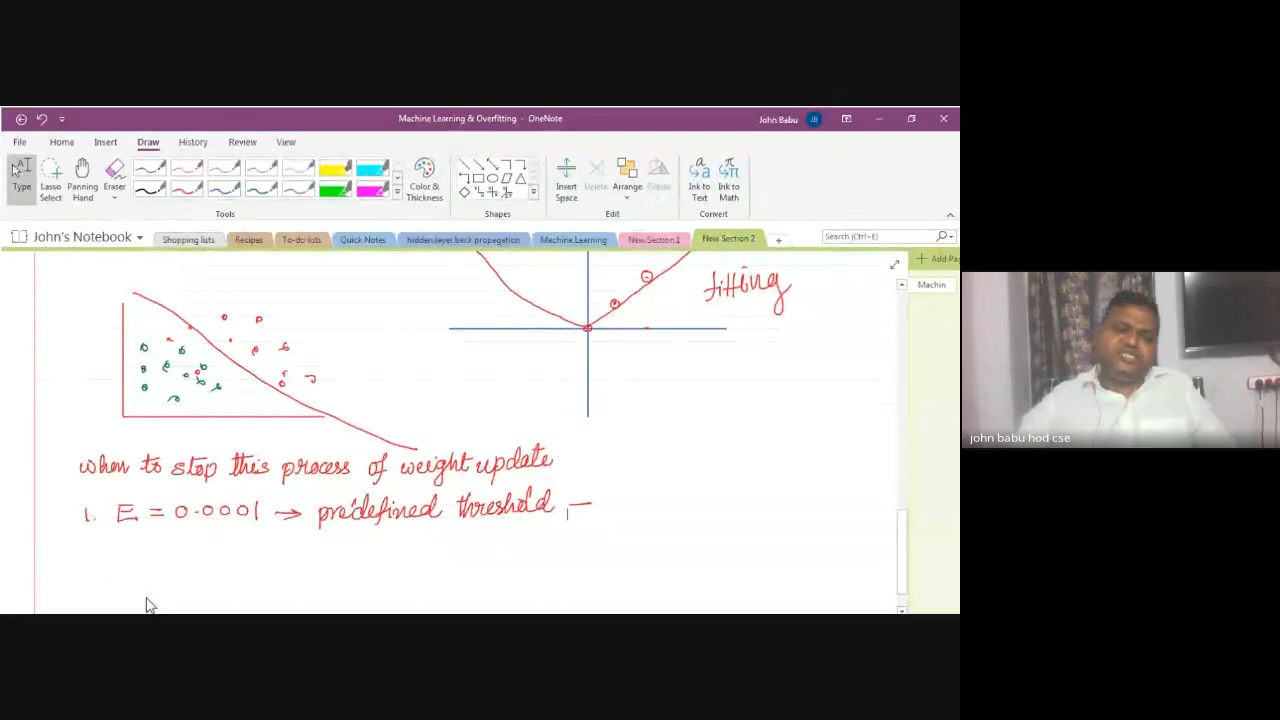 Machine Learning & Overfitting - OneNote
John Babu
JB
File
Home
Insert
Draw
History
Review
View
Type
Lasso Select
Panning Hand
Eraser
Color & Thickness
Insert Space
Delete
Arrange
Rotate
Ink to Text
Ink to Math
Tools
Shapes
Edit
Convert
John's Notebook
Shopping lists
Recipes
To-do lists
Quick Notes
hidden layer back propagation
Machine Learning
New Section 1
New Section 2
Search (Ctrl+E)
Add Pag
Machin
fitting
when to stop this process of weight update
1. E = 0.0001 → predefined threshold
john babu hod cse